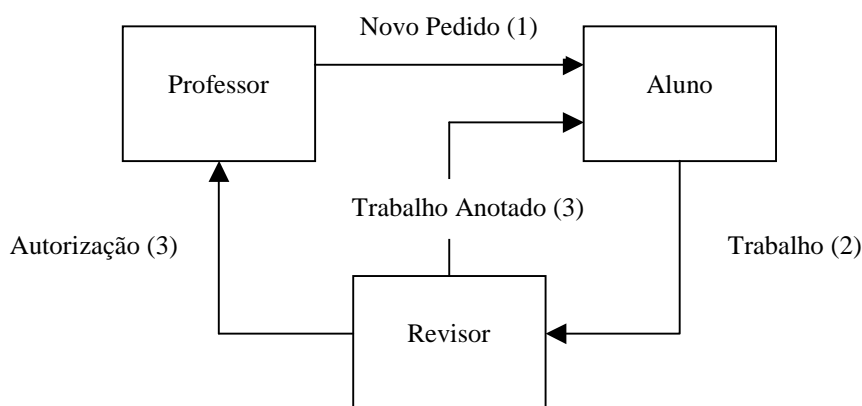 Novo Pedido (1)
Professor
Aluno
Trabalho Anotado (3)
Autorização (3)
Trabalho (2)
Revisor